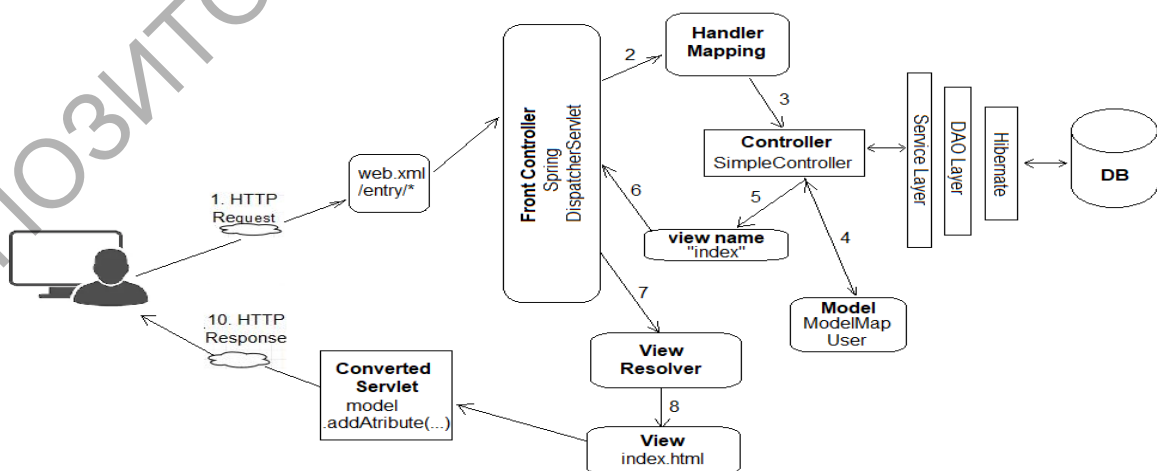 ПОЗИТО
1. HTTP
Request
web.xml
/entry/*
Front Controller
Spring
DispatcherServlet
2
Handler
Mapping
3
Controller
SimpleController
Service Layer
DAO Layer
Hibernate
DB
4
Model
ModelMap
User
5
view name
"index"
6
7
View
Resolver
8
View
index.html
Converted
Servlet
model
.addAtribute(...)
10. HTTP
Response